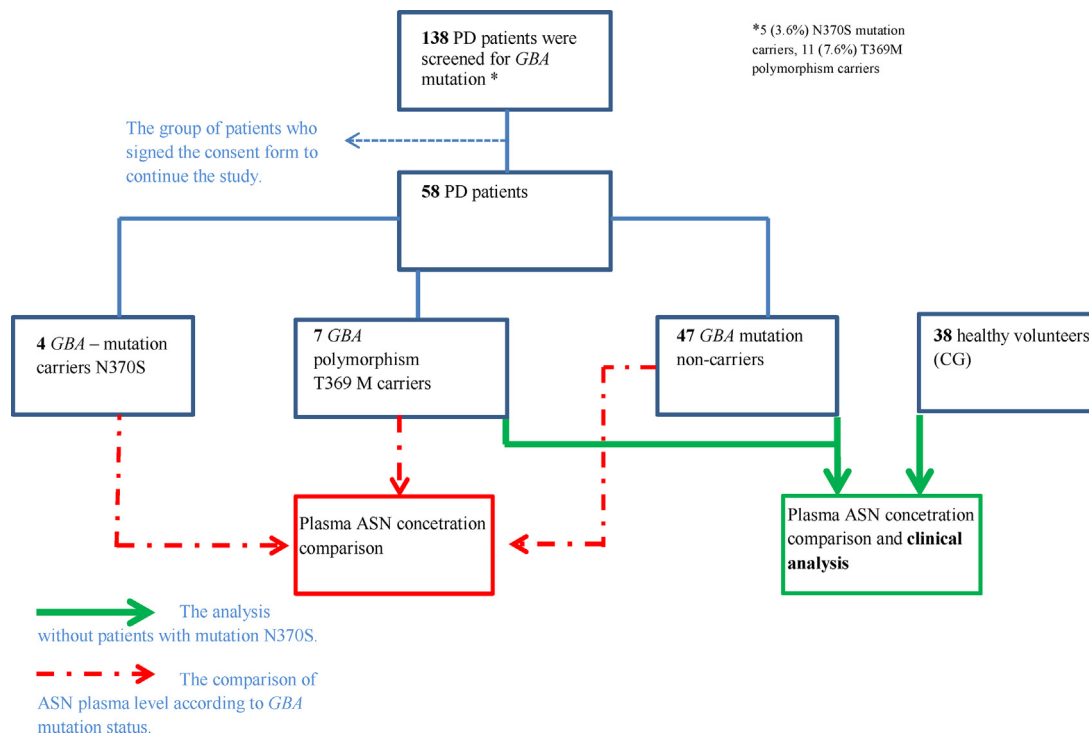 138 PD patients were
screened for GBA
mutation *
*5 (3.6%) N370S mutation
carriers, 11 (7.6%) T369M
polymorphism carriers
The group of patients who
signed the consent form to
continue the study.
58 PD patients
4 GBA – mutation
carriers N370S
7 GBA
polymorphism
T369 M carriers
47 GBA mutation
non-carriers
38 healthy volunteers
(CG)
Plasma ASN concetration
comparison
Plasma ASN concetration
comparison and clinical
analysis
The analysis
without patients with mutation N370S.
The comparison of
ASN plasma level according to GBA
mutation status.